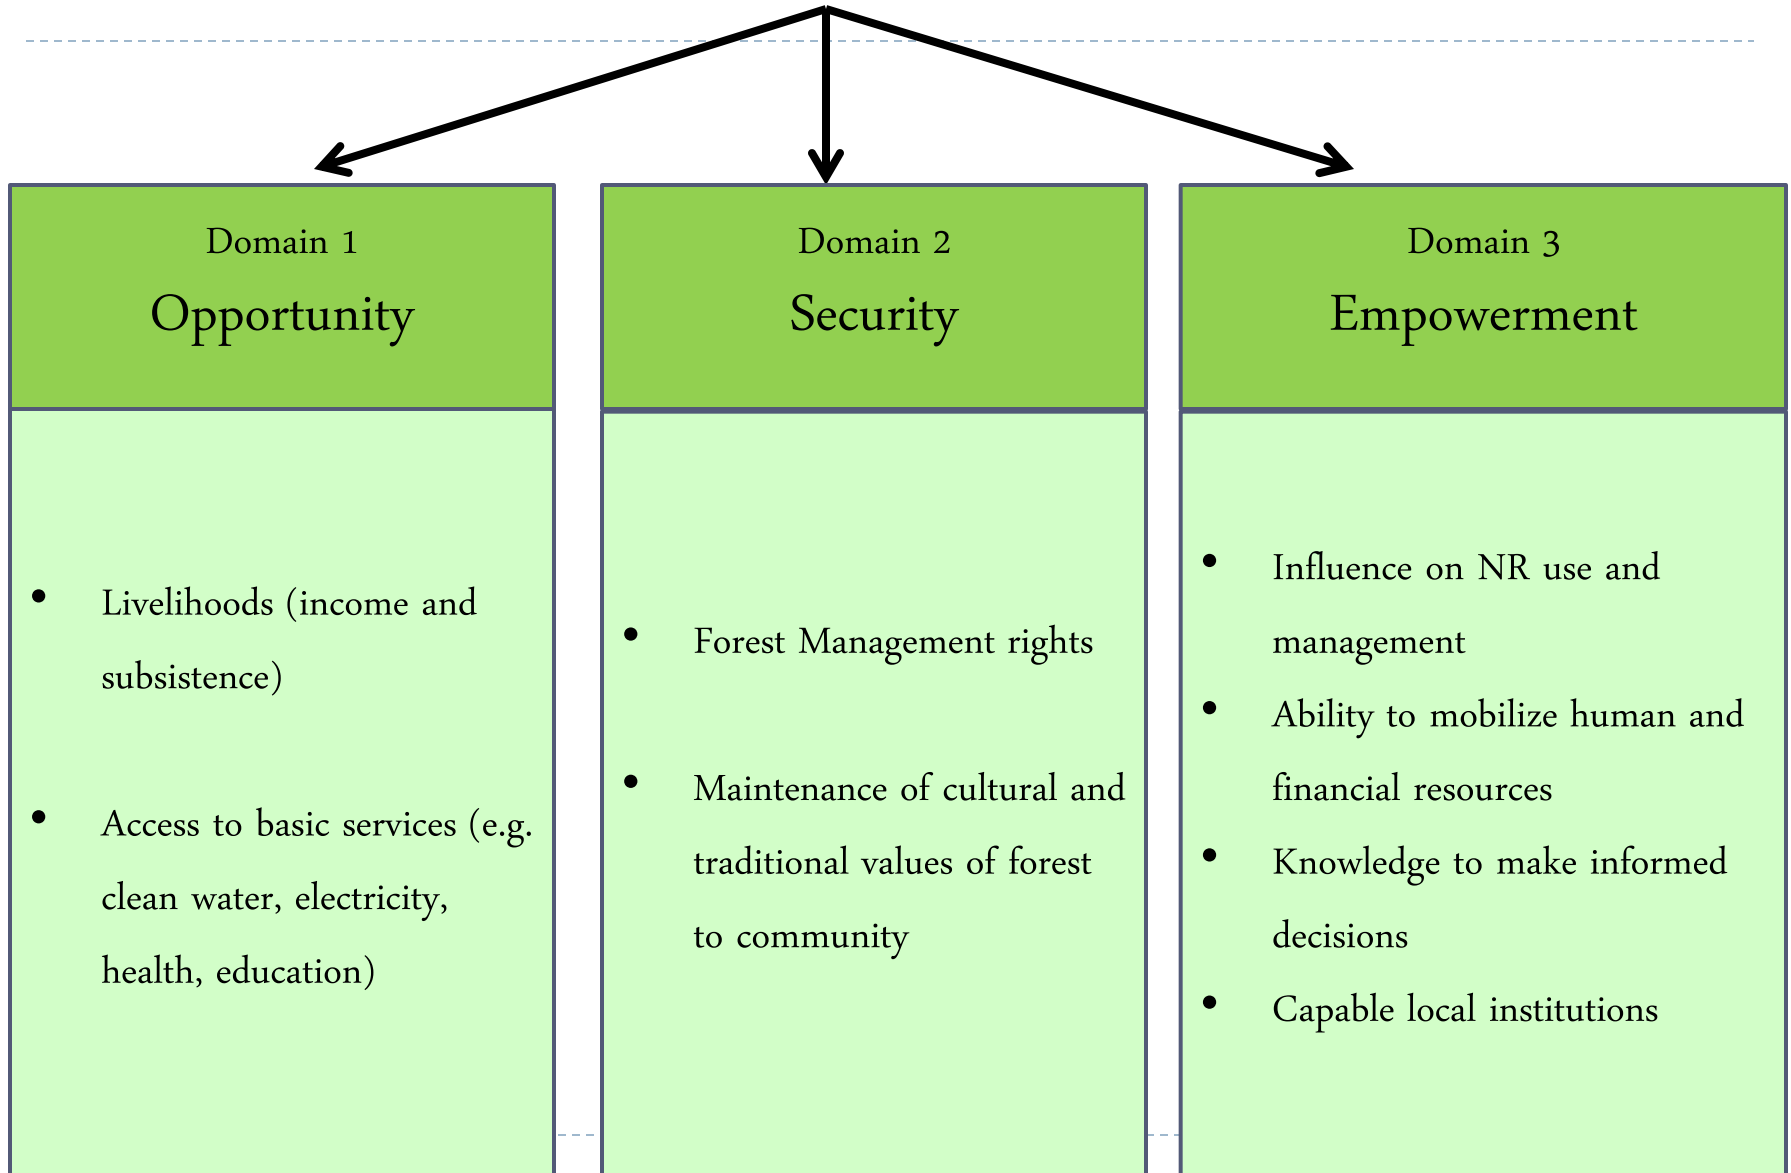 Domain 1
Opportunity
• Livelihoods (income and
subsistence)
• Access to basic services (e.g.
clean water, electricity,
health, education)
Domain 2
Security
• Forest Management rights
• Maintenance of cultural and
traditional values of forest
to community
Domain 3
Empowerment
• Influence on NR use and
management
• Ability to mobilize human and
financial resources
• Knowledge to make informed
decisions
• Capable local institutions